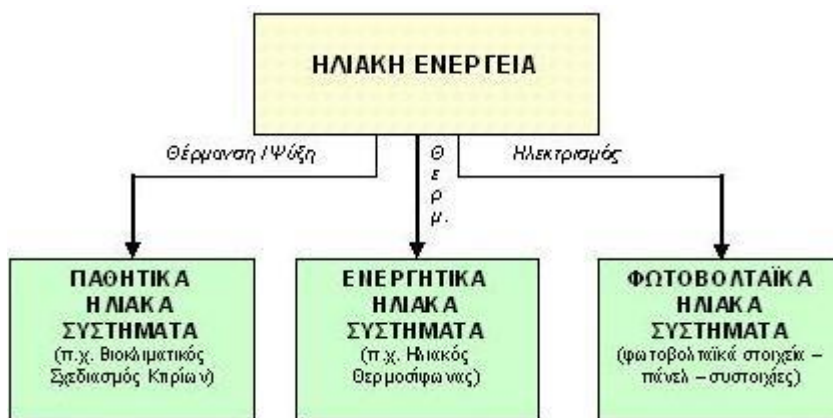 ΗΛΙΑΚΗ ΕΝΕΡΓΕΙΑ
Θέρμανση / Ψύξη
Θερμ.
Ηλεκτρισμός
ΠΑΘΗΤΙΚΑ
ΗΛΙΑΚΑ
ΣΥΣΤΗΜΑΤΑ
(π.χ. Βιοκλιματικός
Σχεδιασμός Κτιρίων)
ΕΝΕΡΓΗΤΙΚΑ
ΗΛΙΑΚΑ
ΣΥΣΤΗΜΑΤΑ
(π.χ. Ηλιακός
Θερμοσίφωνας)
ΦΩΤΟΒΟΛΤΑΪΚΑ
ΗΛΙΑΚΑ
ΣΥΣΤΗΜΑΤΑ
(φωτοβολταϊκά στοιχεία –
πάνελ – συστοιχίες)